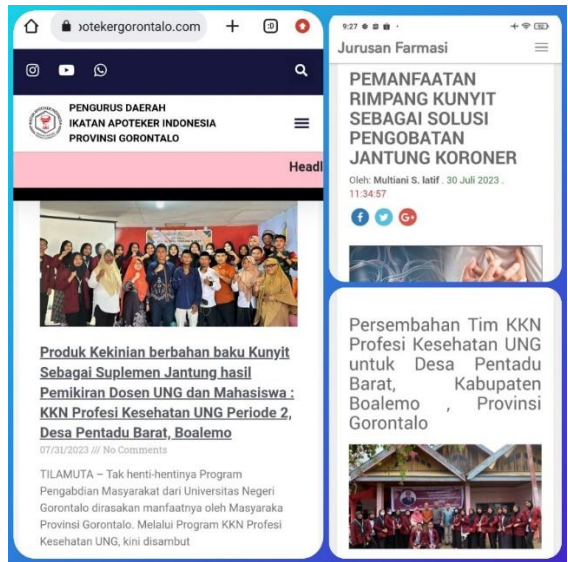 potekergorontalo.com
PENGURUS DAERAH
IKATAN APOTEKER INDONESIA
PROVINSI GORONTALO
Headl
Produk Kekinian berbahan baku Kunyit
Sebagai Suplemen Jantung hasil
Pemikiran Dosen UNG dan Mahasiswa :
KKN Profesi Kesehatan UNG Periode 2,
Desa Pentadu Barat, Boalemo
07/31/2023 /// No Comments
TILAMUTA – Tak henti-hentinya Program
Pengabdian Masyarakat dari Universitas Negeri
Gorontalo dirasakan manfaatnya oleh Masyaraka
Provinsi Gorontalo. Melalui Program KKN Profesi
Kesehatan UNG, kini disambut
9:27
Jurusan Farmasi
PEMANFAATAN
RIMPANG KUNYIT
SEBAGAI SOLUSI
PENGOBATAN
JANTUNG KORONER
Oleh: Multiani S. latif . 30 Juli 2023 .
11:34:57
Persembahan Tim KKN
Profesi Kesehatan UNG
untuk Desa Pentadu
Barat, Kabupaten
Boalemo , Provinsi
Gorontalo